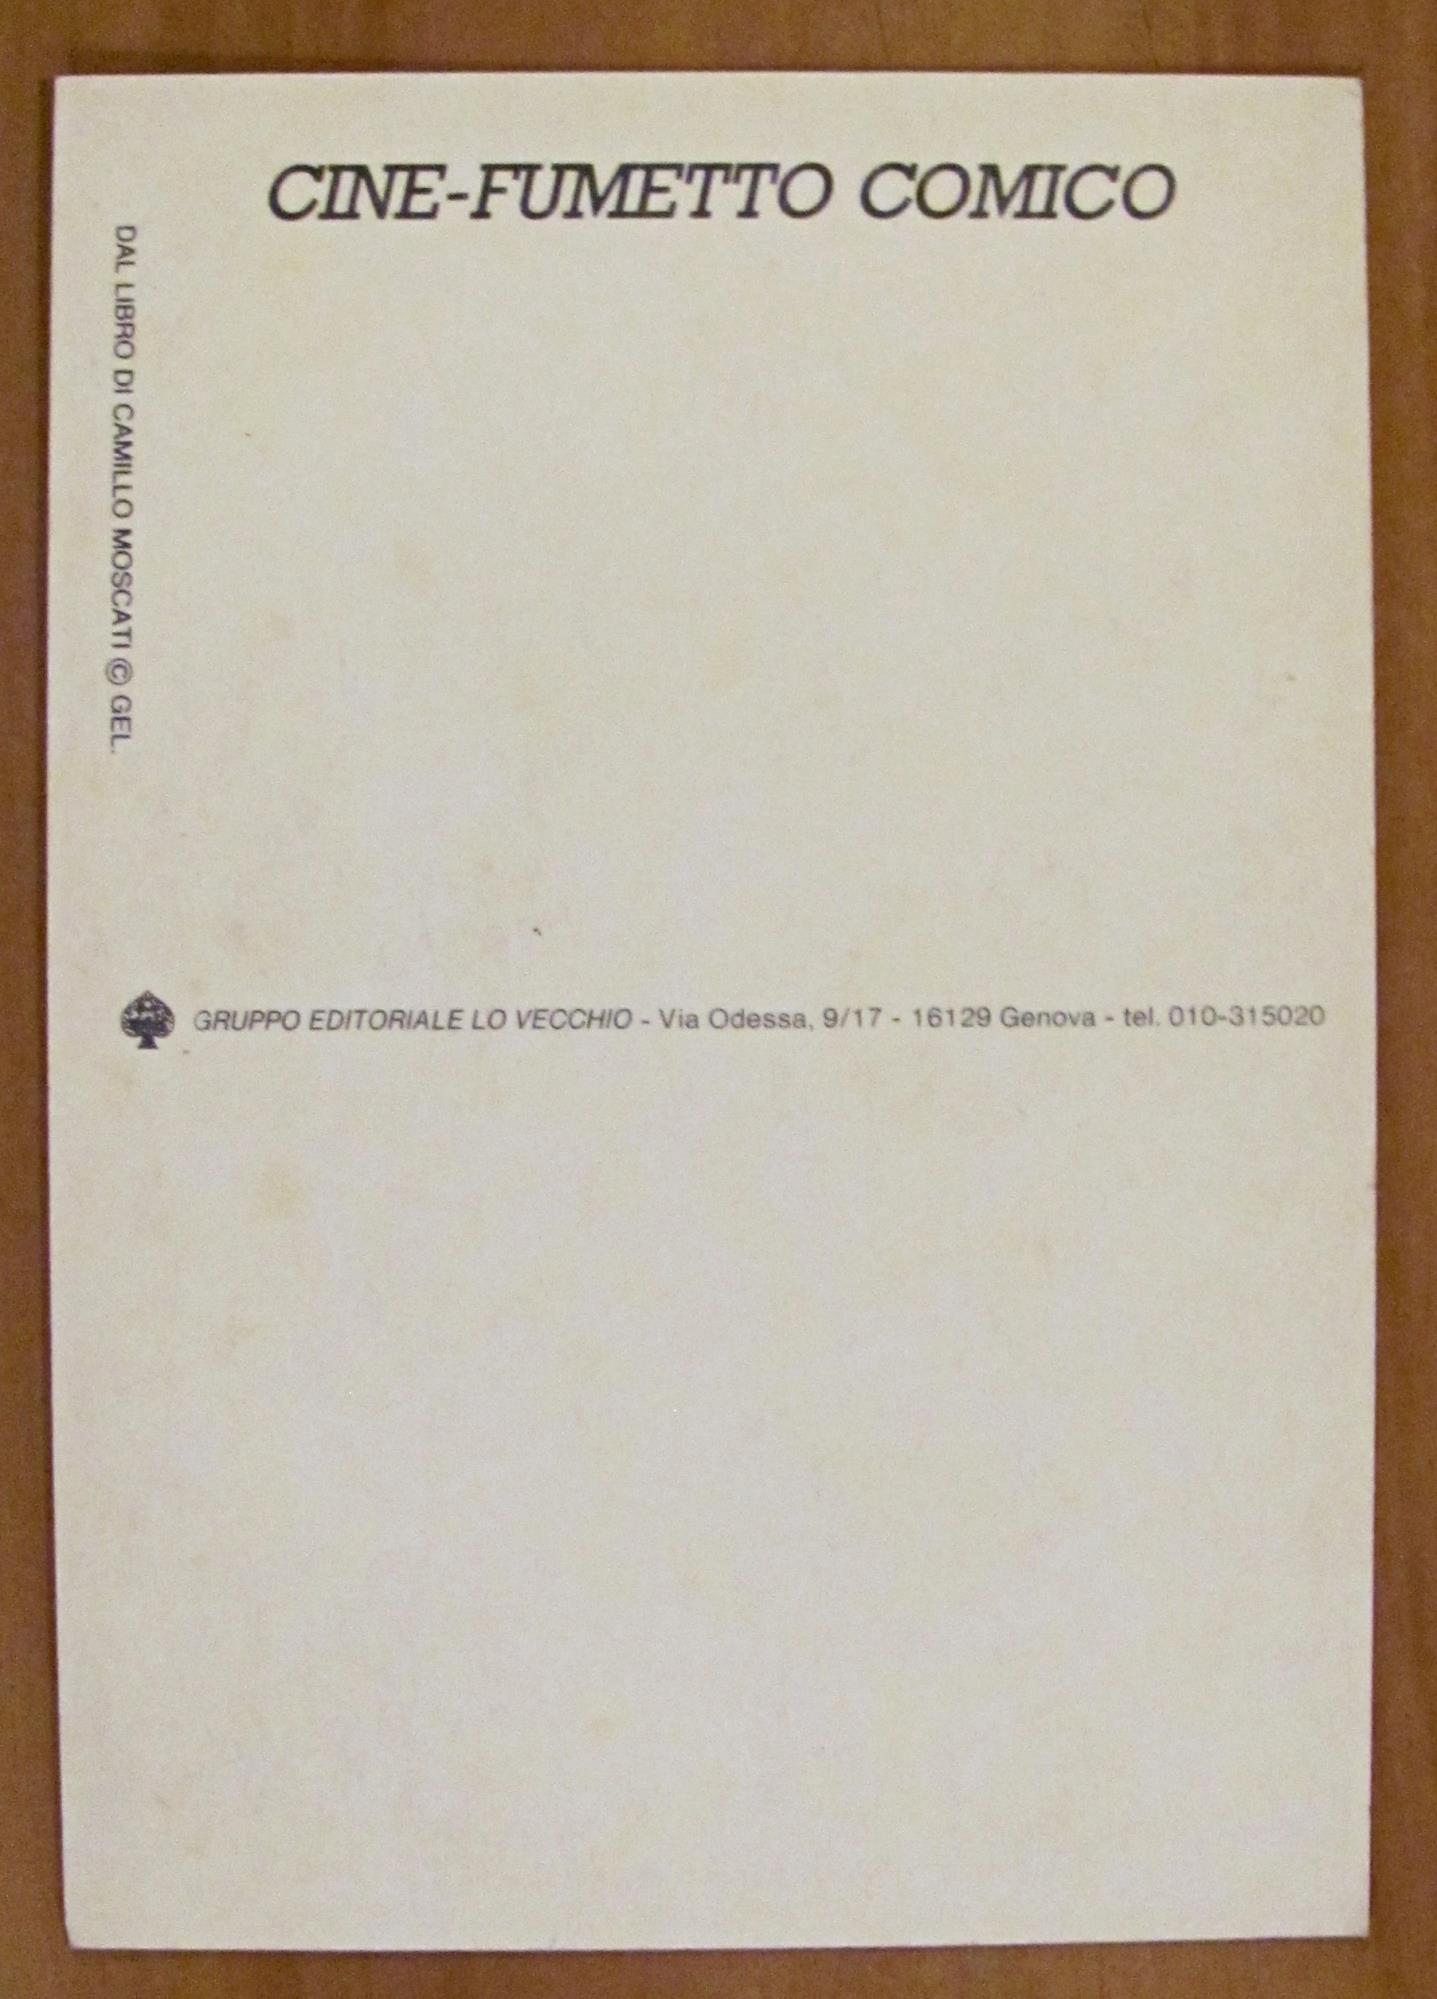 CINE-FUMETTO COMICO
DAL LIBRO DI CAMILLO MOSCATI © GEL.
GRUPPO EDITORIALE LO VECCHIO - Via Odessa, 9/17 - 16129 Genova - tel. 010-315020